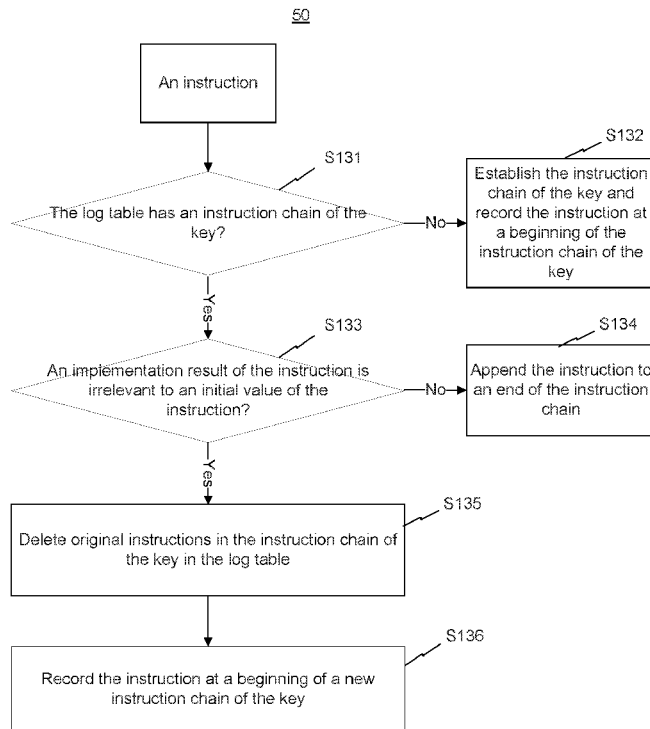 50
An instruction
S131
The log table has an instruction chain of the
key?
No
S132
Establish the instruction
chain of the key and
record the instruction at
a beginning of the
instruction chain of the
key
Yes
S133
An implementation result of the instruction is
irrelevant to an initial value of the
instruction?
No
S134
Append the instruction to
an end of the instruction
chain
Yes
S135
Delete original instructions in the instruction chain of
the key in the log table
S136
Record the instruction at a beginning of a new
instruction chain of the key